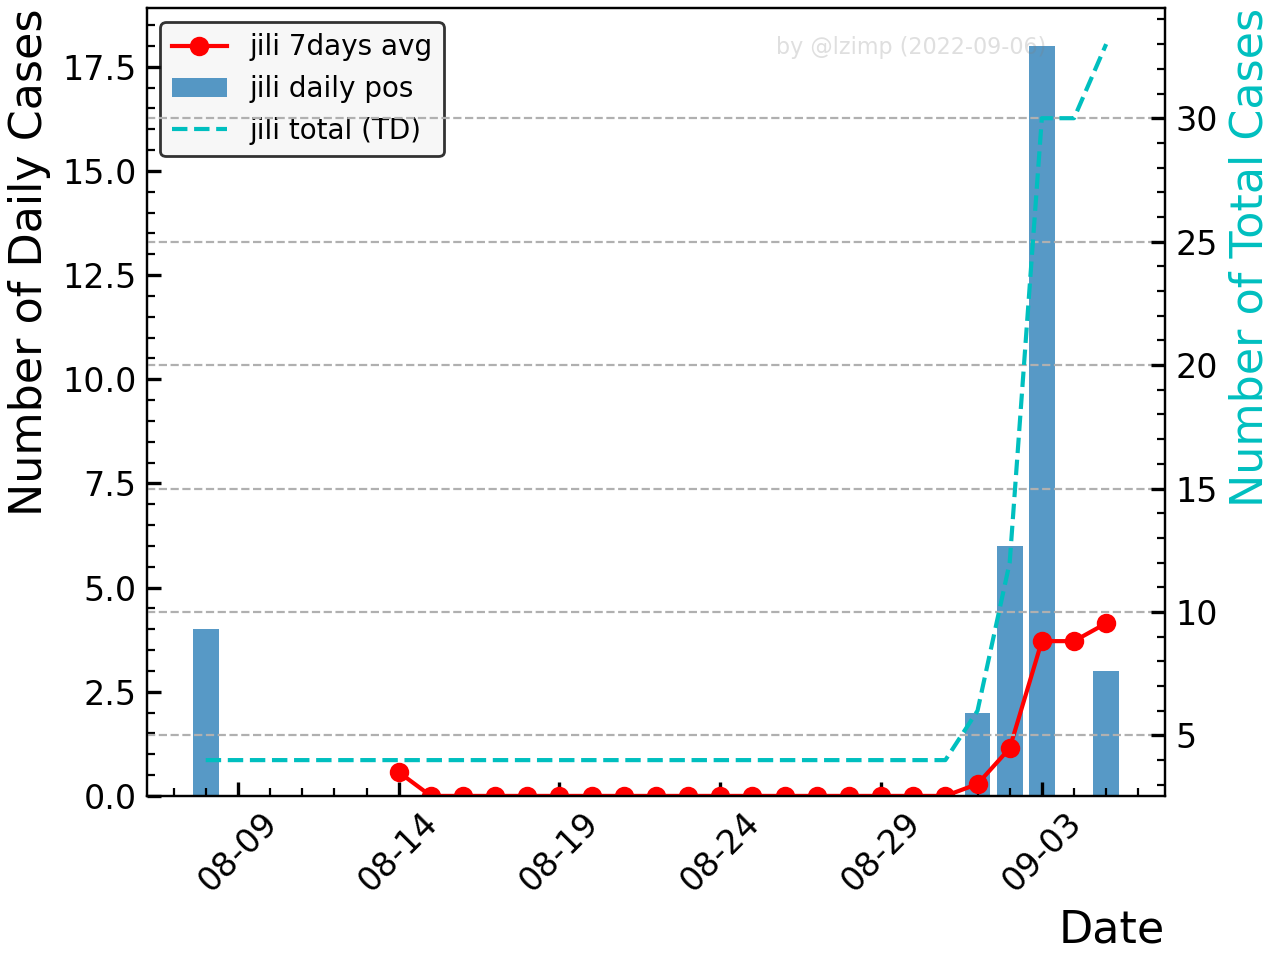 jili 7days avg
jili daily pos
jili total (TD)
by @lzimp (2022-09-06)
Number of Daily Cases
17.5
15.0
12.5
10.0
7.5
5.0
2.5
0.0
30
25
20
15
10
5
Number of Total Cases
08-09
08-14
08-19
08-24
08-29
09-03
Date